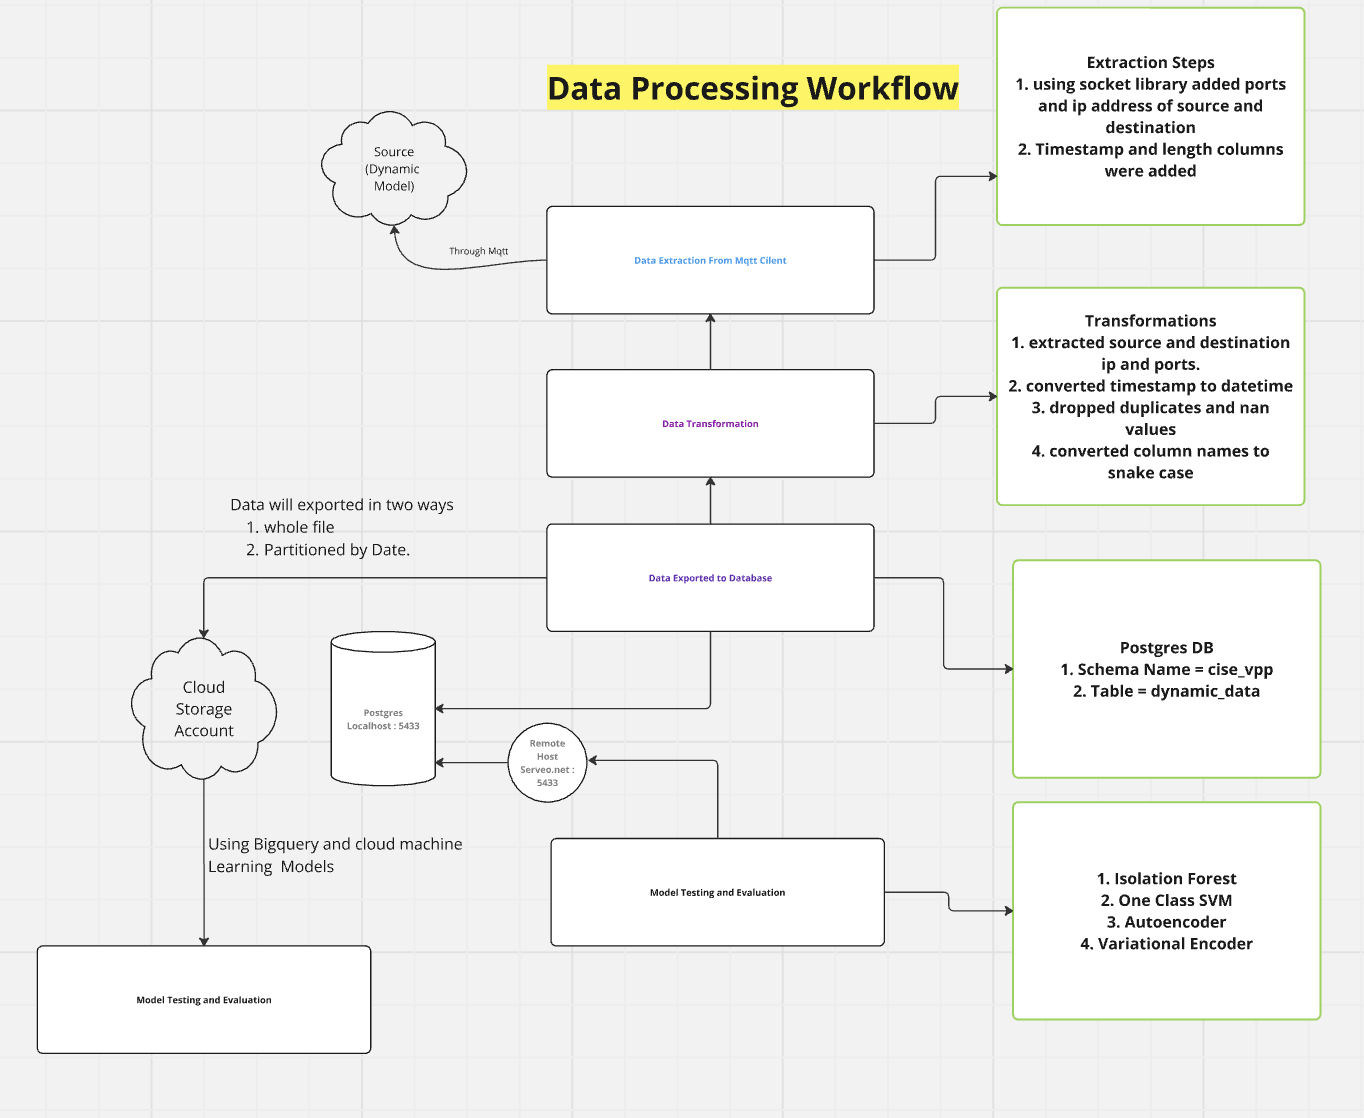 Data Processing Workflow
Extraction Steps
1. using socket library added ports
and ip address of source and
destination
2. Timestamp and length columns
were added
Source
(Dynamic
Model)
Through Mqtt
Data Extraction From Mqtt Cilent
Transformations
1. extracted source and destination
ip and ports.
2. converted timestamp to datetime
3. dropped duplicates and nan
values
4. converted column names to
snake case
Data Transformation
Data will exported in two ways
1. whole file
2. Partitioned by Date.
Data Exported to Database
Postgres DB
1. Schema Name = cise_vpp
2. Table = dynamic_data
Cloud
Storage
Account
Postgres
Localhost : 5433
Remote
Host
Serveo.net :
5433
Using Bigquery and cloud machine
Learning  Models
Model Testing and Evaluation
1. Isolation Forest
2. One Class SVM
3. Autoencoder
4. Variational Encoder
Model Testing and Evaluation